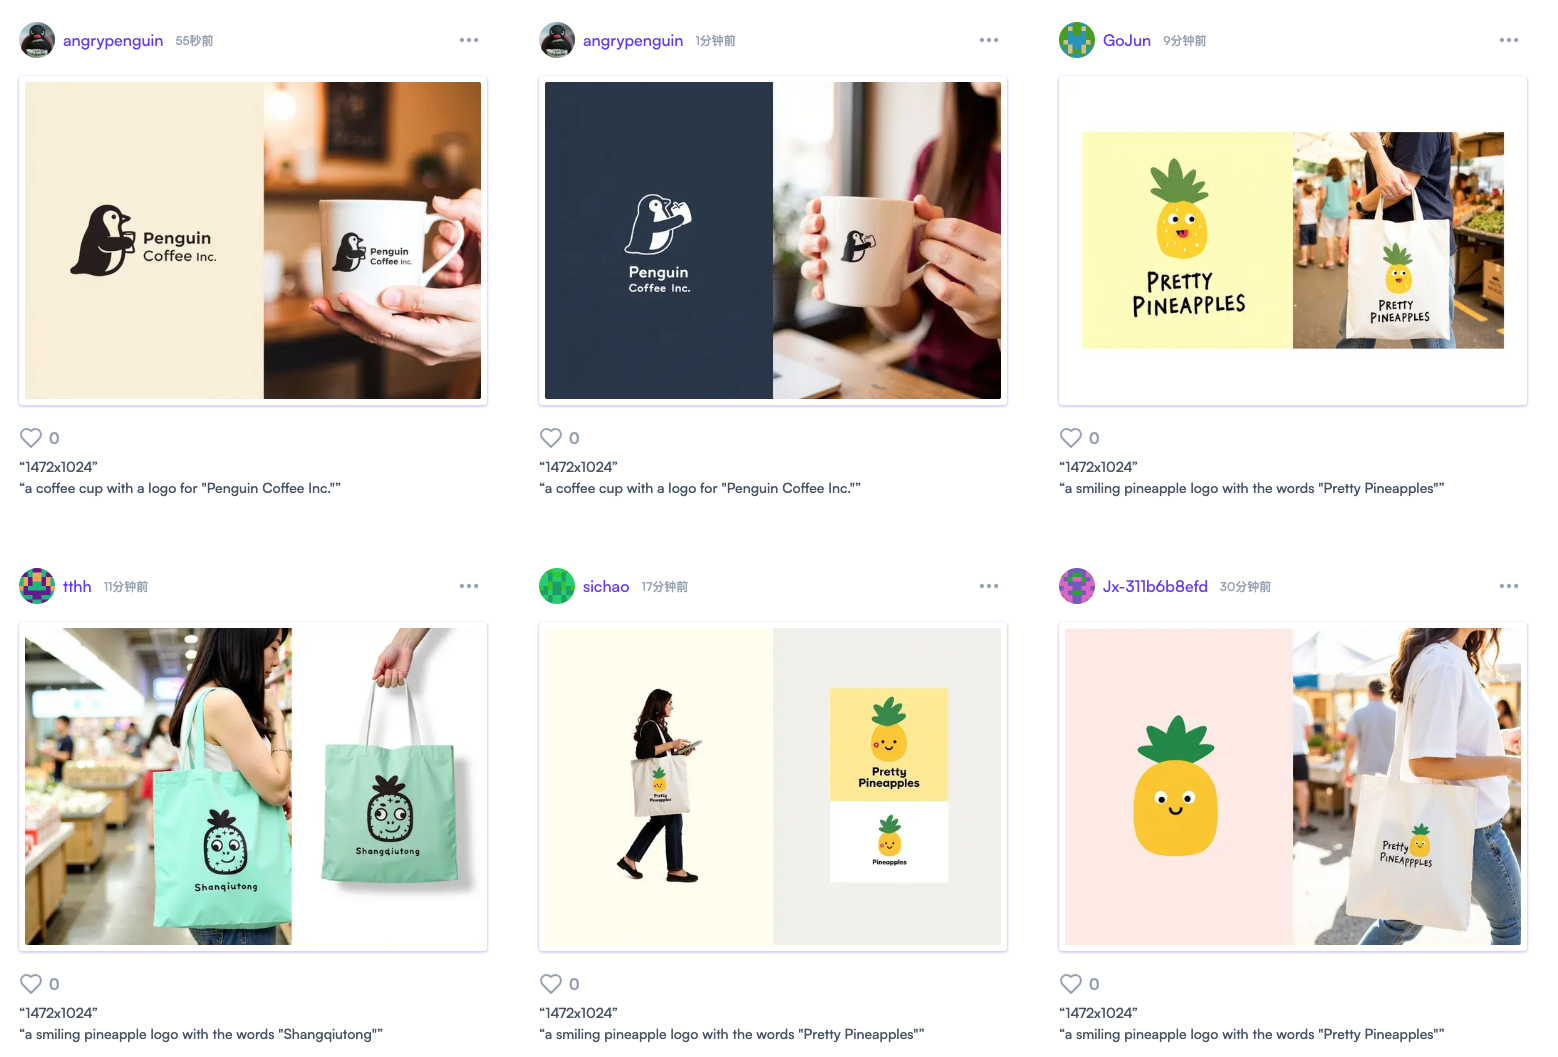 angrypenguin 55秒前
Penguin
Coffee Inc.
Penguin
Coffee Inc.
0
“1472x1024”
“a coffee cup with a logo for "Penguin Coffee Inc."”
angrypenguin 1分钟前
Penguin
Coffee Inc.
0
“1472x1024”
“a coffee cup with a logo for "Penguin Coffee Inc."”
GoJun 9分钟前
PRETTY
PINEAPPLES
PRETTY
PINEAPPLES
0
“1472x1024”
“a smiling pineapple logo with the words "Pretty Pineapples"”
tthh 11分钟前
Shanqiutong
Shangqiutong
0
“1472x1024”
“a smiling pineapple logo with the words "Shangqiutong"”
sichao 17分钟前
Pretty
Pineapples
Pretty
Pineapples
Pineapples
0
“1472x1024”
“a smiling pineapple logo with the words "Pretty Pineapples"”
Jx-311b6b8efd 30分钟前
Pretty
PINEAPPPLES
0
“1472x1024”
“a smiling pineapple logo with the words "Pretty Pineapples"”